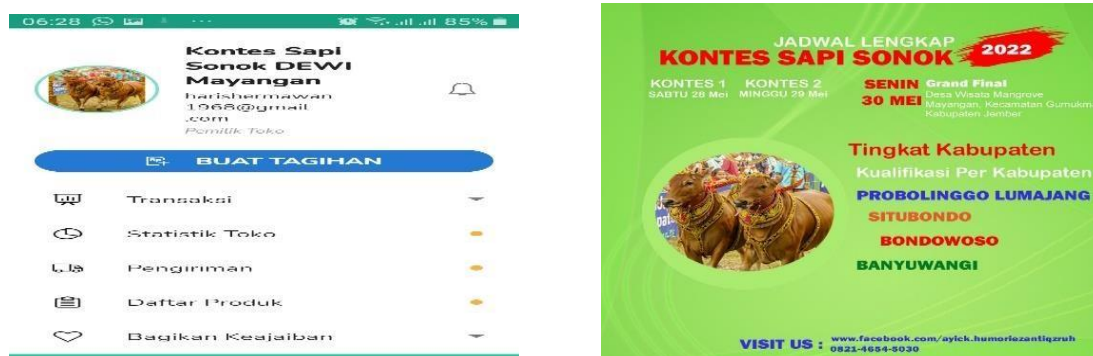 06:28
85%
Kontes Sapi
Sonok DEWI
Mayangan
harishermawan
1968@gmail
.com
Pemilik Toko
BUAT TAGIHAN
Transaksi
Statistik Toko
Pengiriman
Daftar Produk
Bagikan Keajaiban
JADWAL LENGKAP
KONTES SAPI SONOK 2022
KONTES 1 KONTES 2
SABTU 28 Mei MINGGU 29 Mei
SENIN Grand Final
30 MEI Desa Wisata Mangrove
Mayangan, Kecamatan Gumukm
Kabupaten Jember
Tingkat Kabupaten
Kualifikasi Per Kabupaten
PROBOLINGGO LUMAJANG
SITUBONDO
BONDOWOSO
BANYUWANGI
VISIT US : www.facebook.com/ayick.humoriezantiqzruh
0821-4654-5030